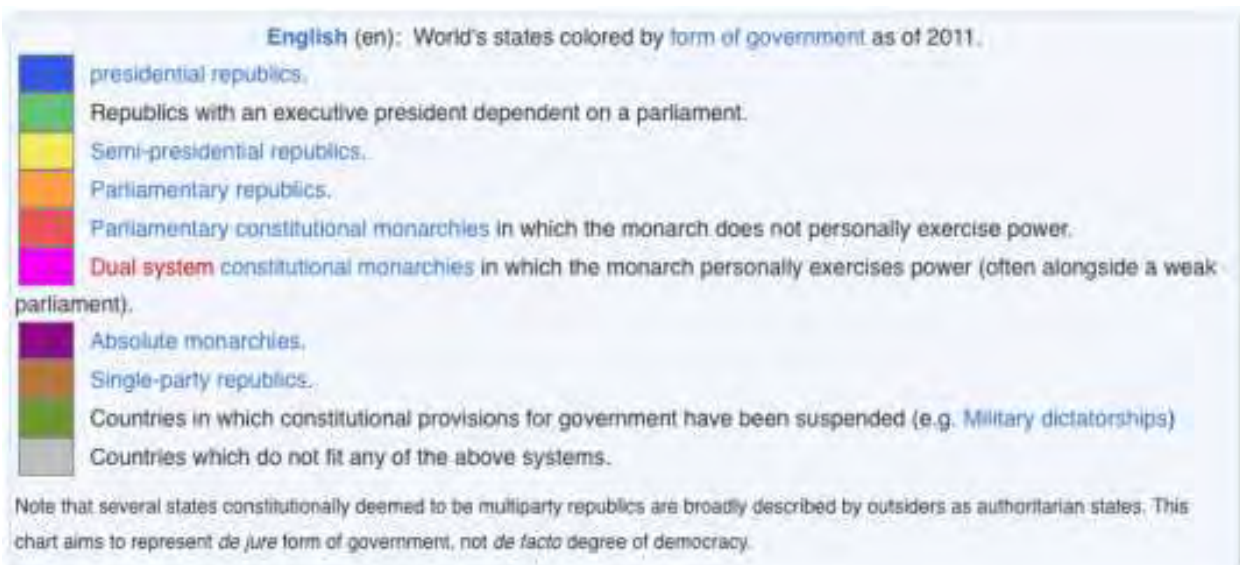 English (en): World's states colored by form of government as of 2011.
presidential republics.
Republics with an executive president dependent on a parliament.
Semi-presidential republics.
Parliamentary republics.
Parliamentary constitutional monarchies in which the monarch does not personally exercise power.
Dual system constitutional monarchies in which the monarch personally exercises power (often alongside a weak
parliament).
Absolute monarchies.
Single-party republics.
Countries in which constitutional provisions for government have been suspended (e.g. Military dictatorships)
Countries which do not fit any of the above systems.
Note that several states constitutionally deemed to be multiparty republics are broadly described by outsiders as authoritarian states. This
chart aims to represent de jure form of government, not de facto degree of democracy.